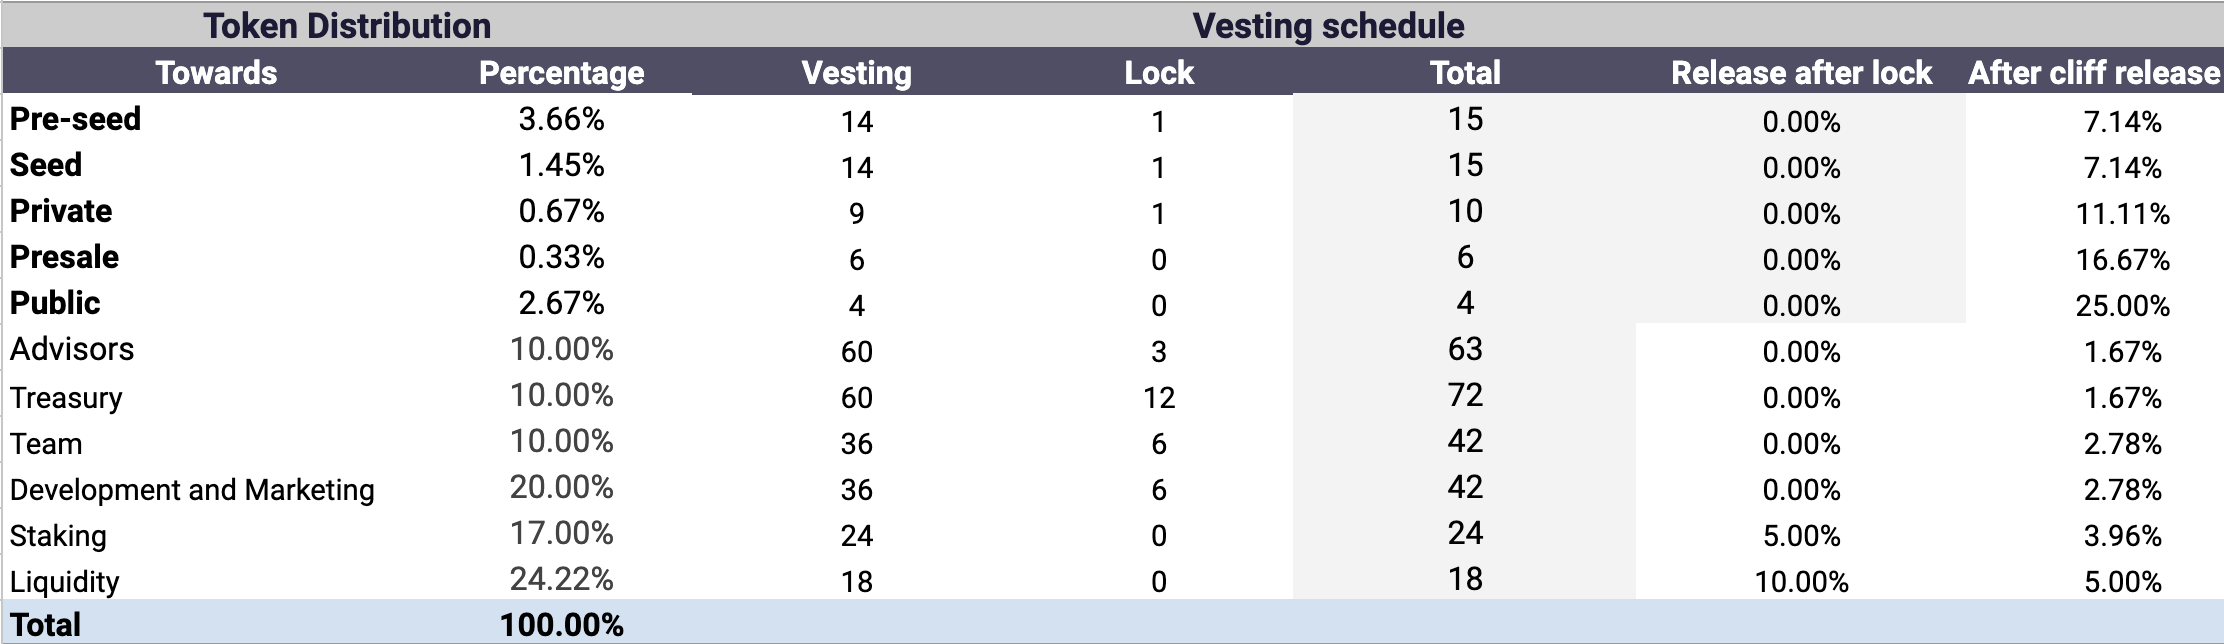 Token Distribution Vesting schedule
Towards Percentage Vesting Lock Total Release after lock After cliff release
Pre-seed 3.66% 14 1 15 0.00% 7.14%
Seed 1.45% 14 1 15 0.00% 7.14%
Private 0.67% 9 1 10 0.00% 11.11%
Presale 0.33% 6 0 6 0.00% 16.67%
Public 2.67% 4 0 4 0.00% 25.00%
Advisors 10.00% 60 3 63 0.00% 1.67%
Treasury 10.00% 60 12 72 0.00% 1.67%
Team 10.00% 36 6 42 0.00% 2.78%
Development and Marketing 20.00% 36 6 42 0.00% 2.78%
Staking 17.00% 24 0 24 5.00% 3.96%
Liquidity 24.22% 18 0 18 10.00% 5.00%
Total 100.00%